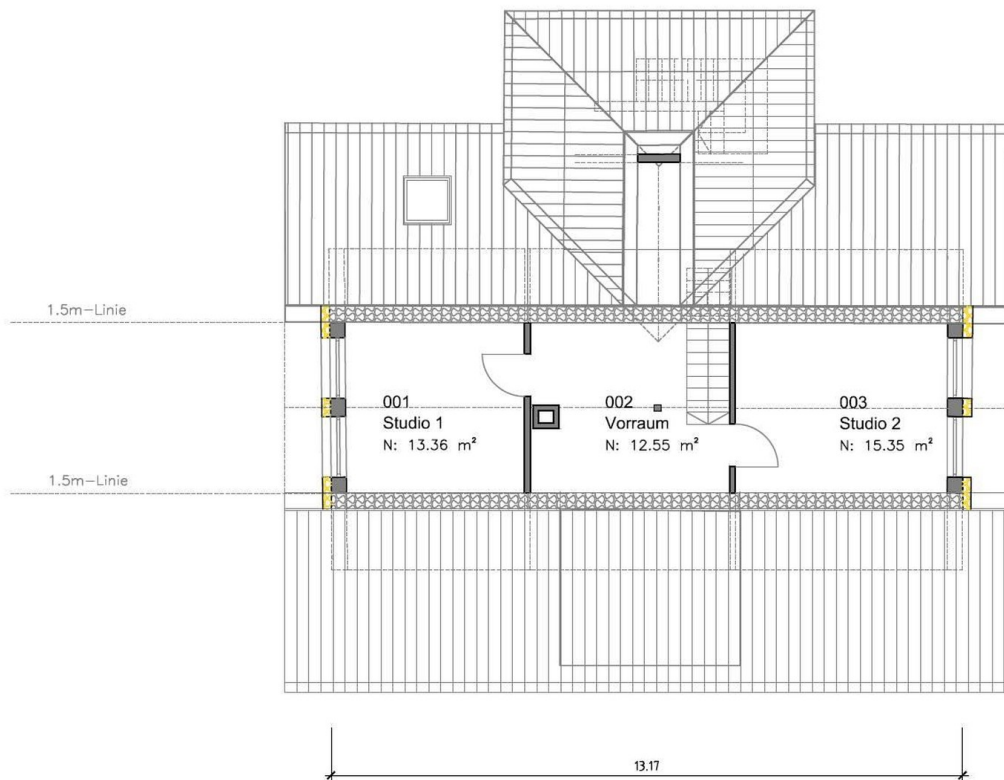 1.5m-Linie
001
Studio 1
N: 13.36 m²
002
Vorraum
N: 12.55 m²
003
Studio 2
N: 15.35 m²
1.5m-Linie
13.17